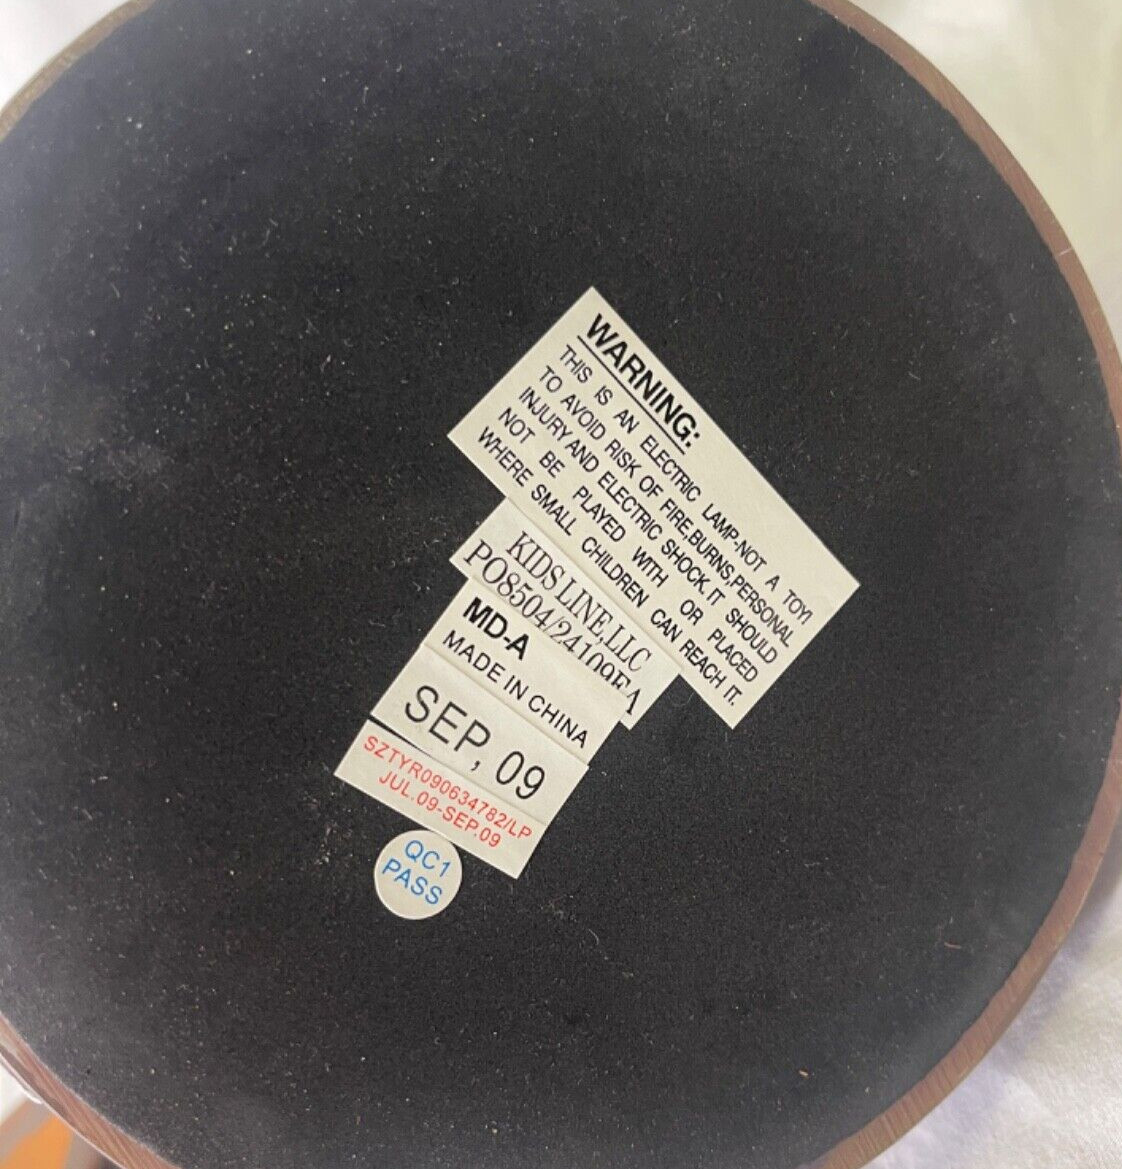 WARNING:
THIS IS AN ELECTRIC LAMP-NOT A TOY!
TO AVOID RISK OF FIRE,BURNS,PERSONAL
INJURY AND ELECTRIC SHOCK,IT SHOULD
NOT BE PLAYED WITH OR PLACED
WHERE SMALL CHILDREN CAN REACH IT.
KIDS LINE,LLC
PO8504/24109EA
MD-A
MADE IN CHINA
SEP, 09
SZTYR090634782/LP
JUL.09-SEP.09
QC1
PASS